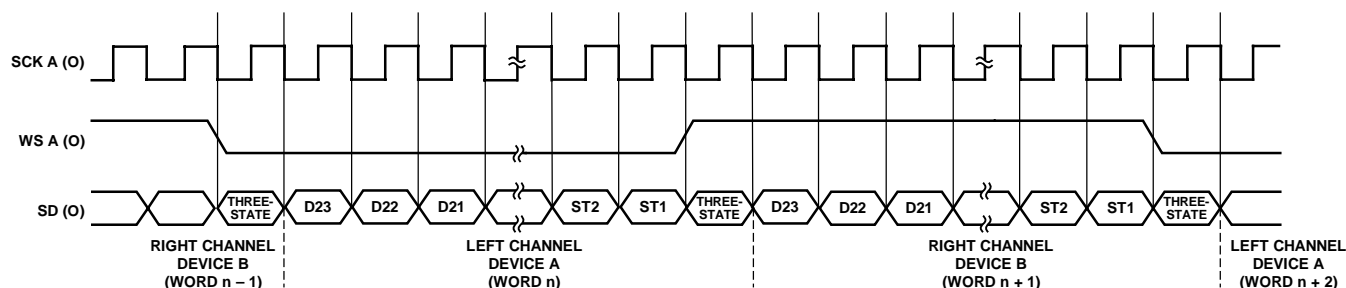 SCK A (O)
WS A (O)
SD (O)
THREE-
STATE
D23
D22
D21
ST2
ST1
THREE-
STATE
D23
D22
D21
ST2
ST1
THREE-
STATE
RIGHT CHANNEL
DEVICE B
(WORD n – 1)
LEFT CHANNEL
DEVICE A
(WORD n)
RIGHT CHANNEL
DEVICE B
(WORD n + 1)
LEFT CHANNEL
DEVICE A
(WORD n + 2)